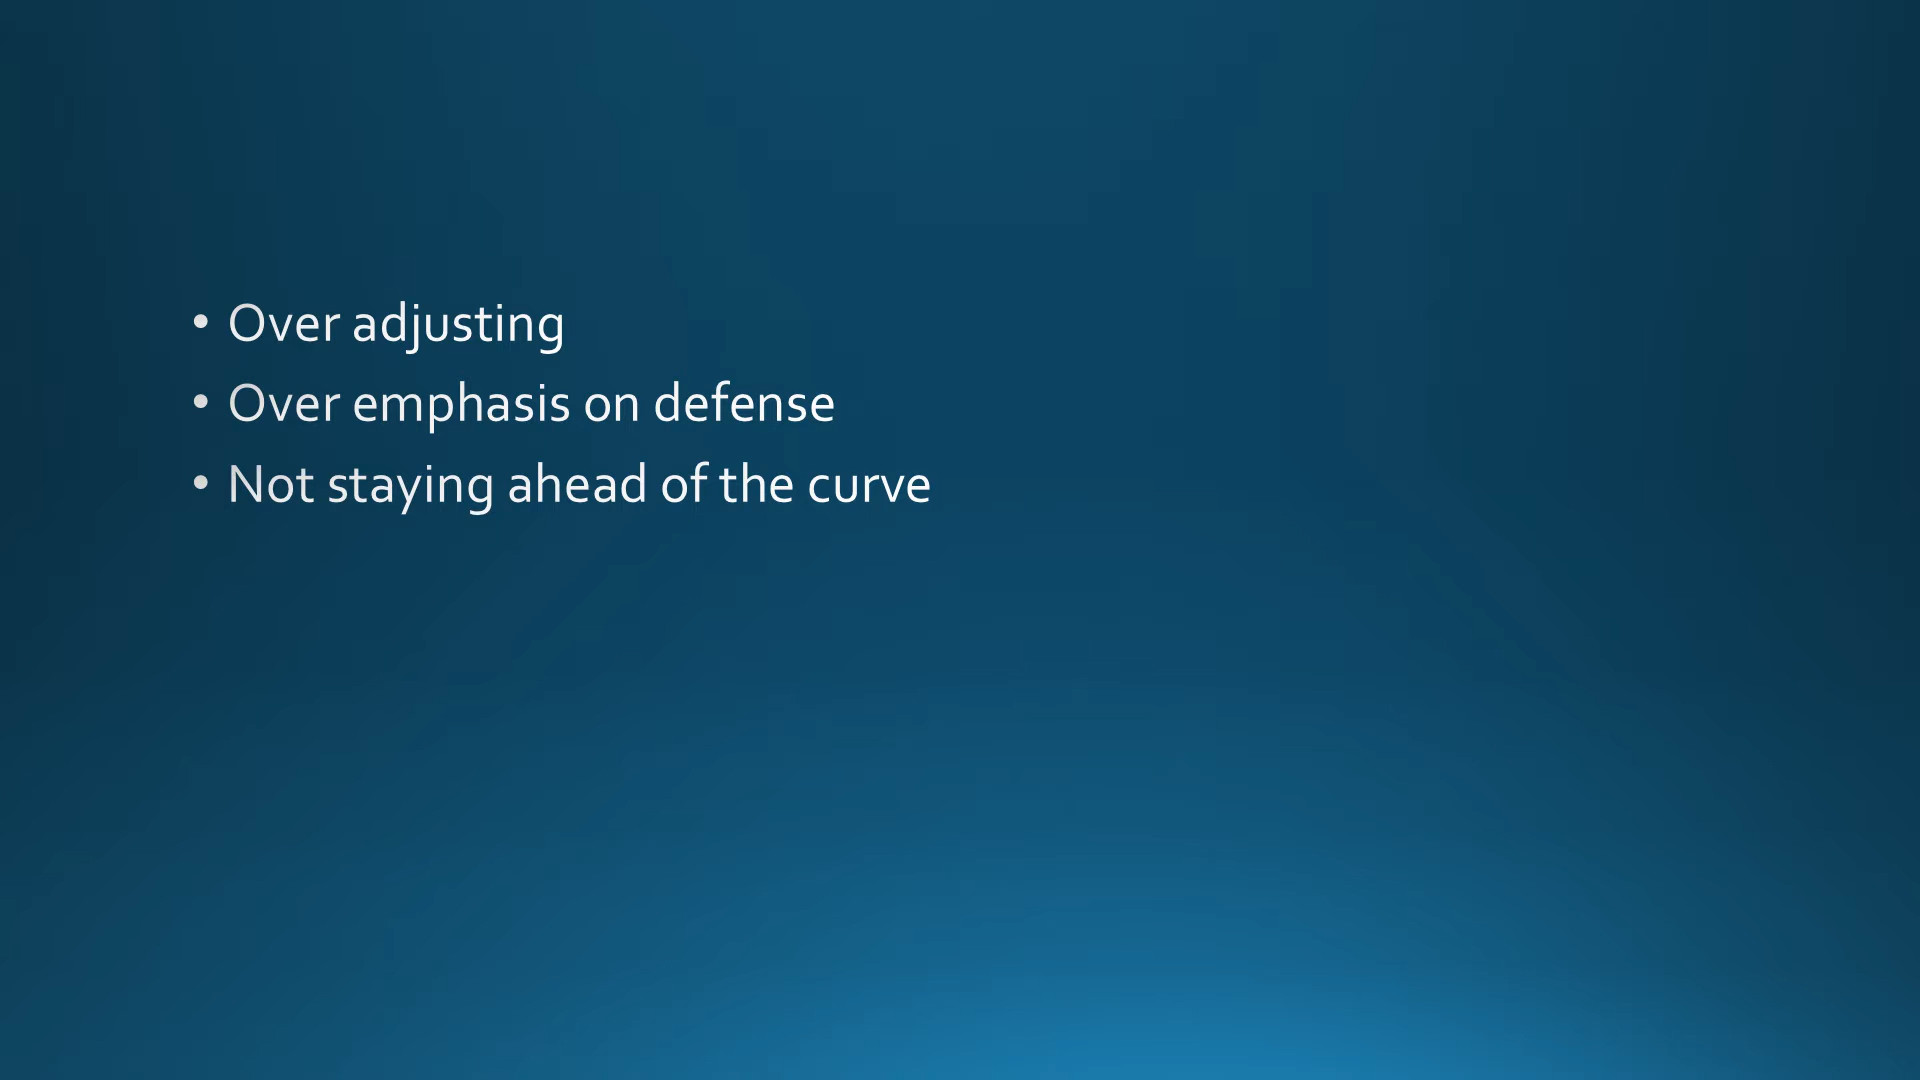 • Over adjusting
• Over emphasis on defense
• Not staying ahead of the curve